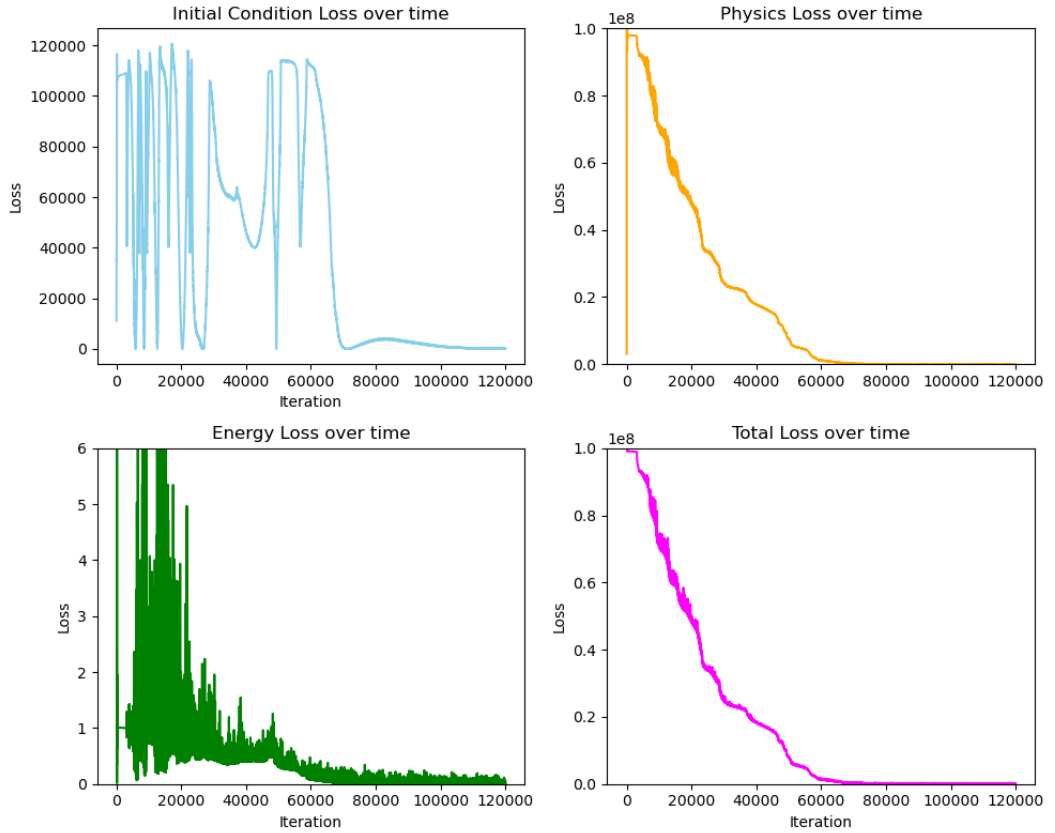 Initial Condition Loss over time
120000
100000
80000
60000
40000
20000
0
Loss
0 20000 40000 60000 80000 100000 120000
Iteration
Physics Loss over time
1e8
1.0
0.8
0.6
0.4
0.2
0.0
Loss
0 20000 40000 60000 80000 100000 120000
Iteration
Energy Loss over time
6
5
4
3
2
1
0
Loss
0 20000 40000 60000 80000 100000 120000
Iteration
Total Loss over time
1e8
1.0
0.8
0.6
0.4
0.2
0.0
Loss
0 20000 40000 60000 80000 100000 120000
Iteration